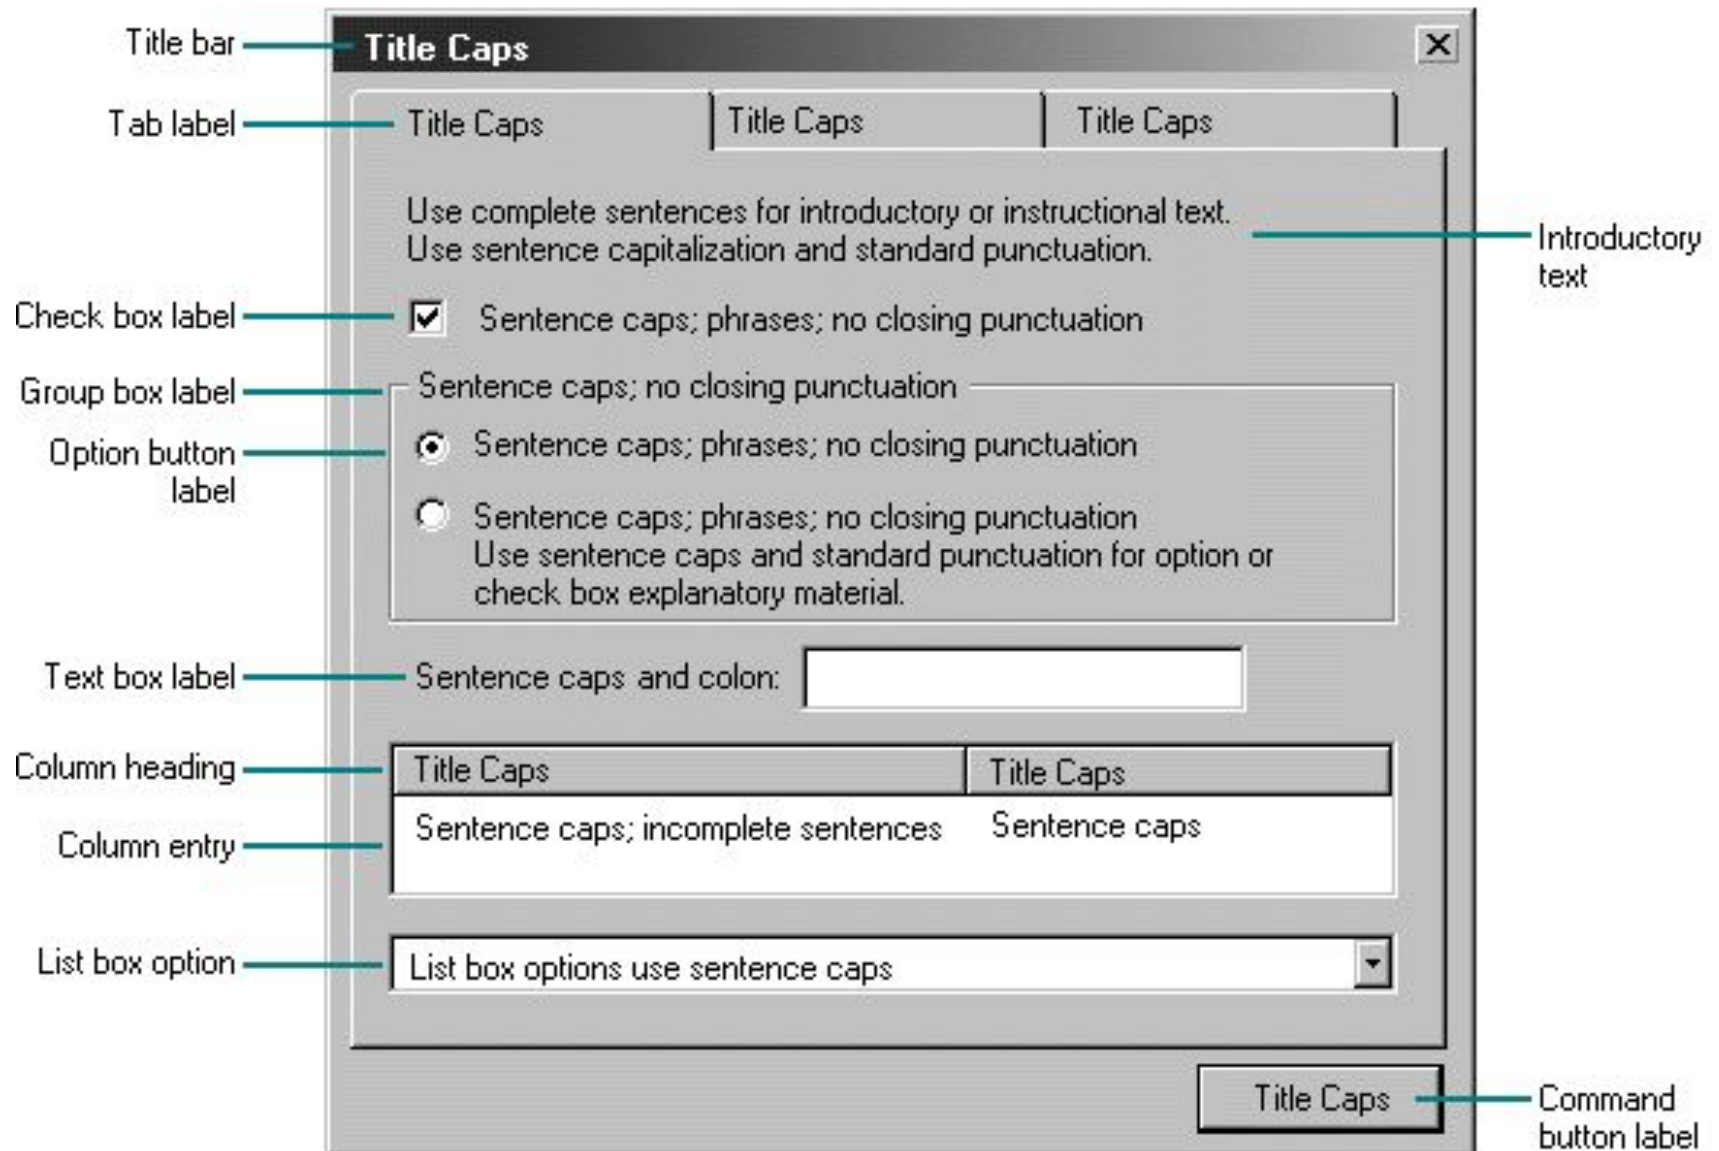 Title bar
Title Caps
Tab label
Title Caps
Title Caps
Title Caps
Use complete sentences for introductory or instructional text.
Use sentence capitalization and standard punctuation.
Introductory
text
Check box label
Sentence caps; phrases; no closing punctuation
Group box label
Sentence caps; no closing punctuation
Option button
label
Sentence caps; phrases; no closing punctuation
Sentence caps; phrases; no closing punctuation
Use sentence caps and standard punctuation for option or
check box explanatory material.
Text box label
Sentence caps and colon:
Column heading
Title Caps
Title Caps
Column entry
Sentence caps; incomplete sentences
Sentence caps
List box option
List box options use sentence caps
Title Caps
Command
button label